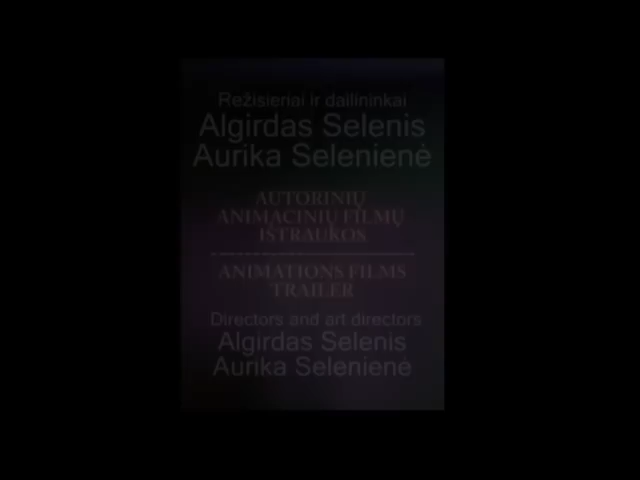 Režisieriai ir dailininkai
Algirdas Selenis
Aurika Selenienė
AUTORINIŲ
ANIMACINIŲ FILMŲ
IŠTRAUKOS
ANIMATIONS FILMS
TRAILER
Directors and art directors
Algirdas Selenis
Aurika Selenienė